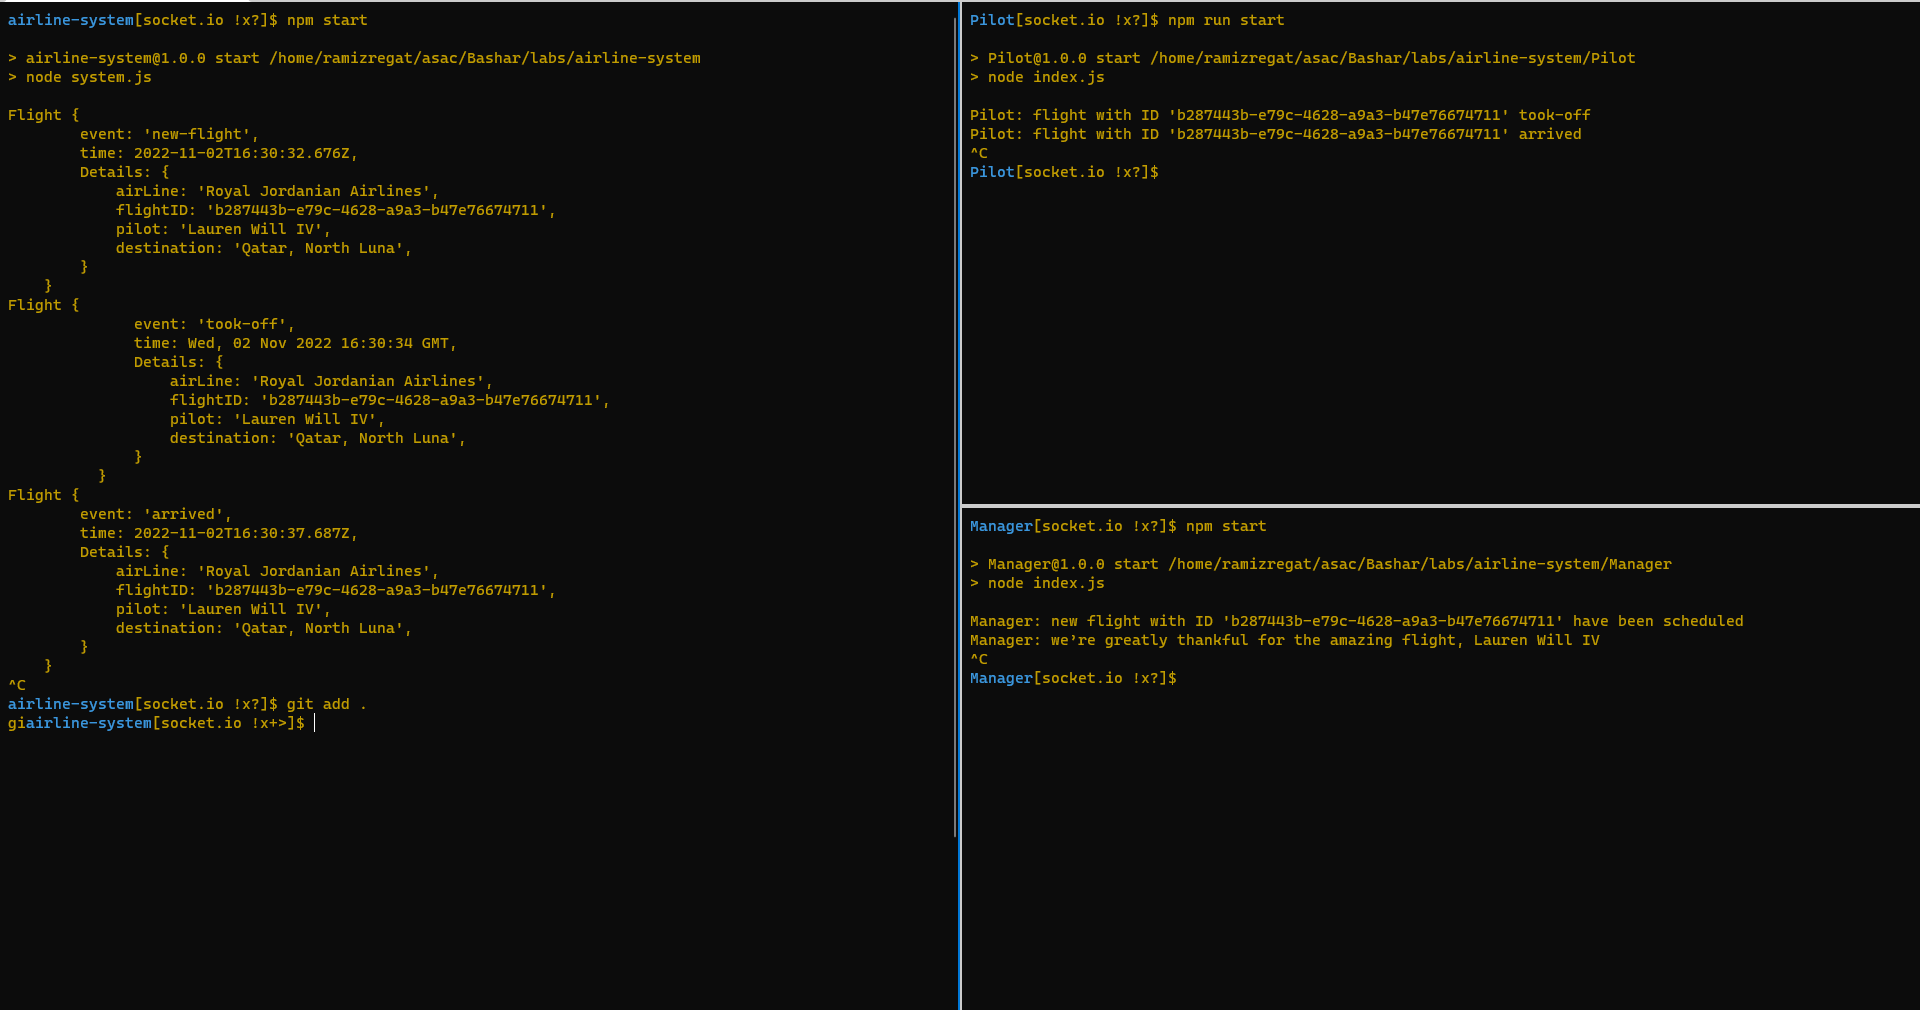 airline-system[socket.io !x?]$ npm start
> airline-system@1.0.0 start /home/ramizregat/asac/Bashar/labs/airline-system
> node system.js
Flight {
event: 'new-flight',
time: 2022-11-02T16:30:32.676Z,
Details: {
airLine: 'Royal Jordanian Airlines',
flightID: 'b287443b-e79c-4628-a9a3-b47e76674711',
pilot: 'Lauren Will IV',
destination: 'Qatar, North Luna',
}
}
Flight {
event: 'took-off',
time: Wed, 02 Nov 2022 16:30:34 GMT,
Details: {
airLine: 'Royal Jordanian Airlines',
flightID: 'b287443b-e79c-4628-a9a3-b47e76674711',
pilot: 'Lauren Will IV',
destination: 'Qatar, North Luna',
}
}
Flight {
event: 'arrived',
time: 2022-11-02T16:30:37.687Z,
Details: {
airLine: 'Royal Jordanian Airlines',
flightID: 'b287443b-e79c-4628-a9a3-b47e76674711',
pilot: 'Lauren Will IV',
destination: 'Qatar, North Luna',
}
}
^C
airline-system[socket.io !x?]$ git add .
giairline-system[socket.io !x+>]$
Pilot[socket.io !x?]$ npm run start
> Pilot@1.0.0 start /home/ramizregat/asac/Bashar/labs/airline-system/Pilot
> node index.js
Pilot: flight with ID 'b287443b-e79c-4628-a9a3-b47e76674711' took-off
Pilot: flight with ID 'b287443b-e79c-4628-a9a3-b47e76674711' arrived
^C
Pilot[socket.io !x?]$
Manager[socket.io !x?]$ npm start
> Manager@1.0.0 start /home/ramizregat/asac/Bashar/labs/airline-system/Manager
> node index.js
Manager: new flight with ID 'b287443b-e79c-4628-a9a3-b47e76674711' have been scheduled
Manager: we’re greatly thankful for the amazing flight, Lauren Will IV
^C
Manager[socket.io !x?]$